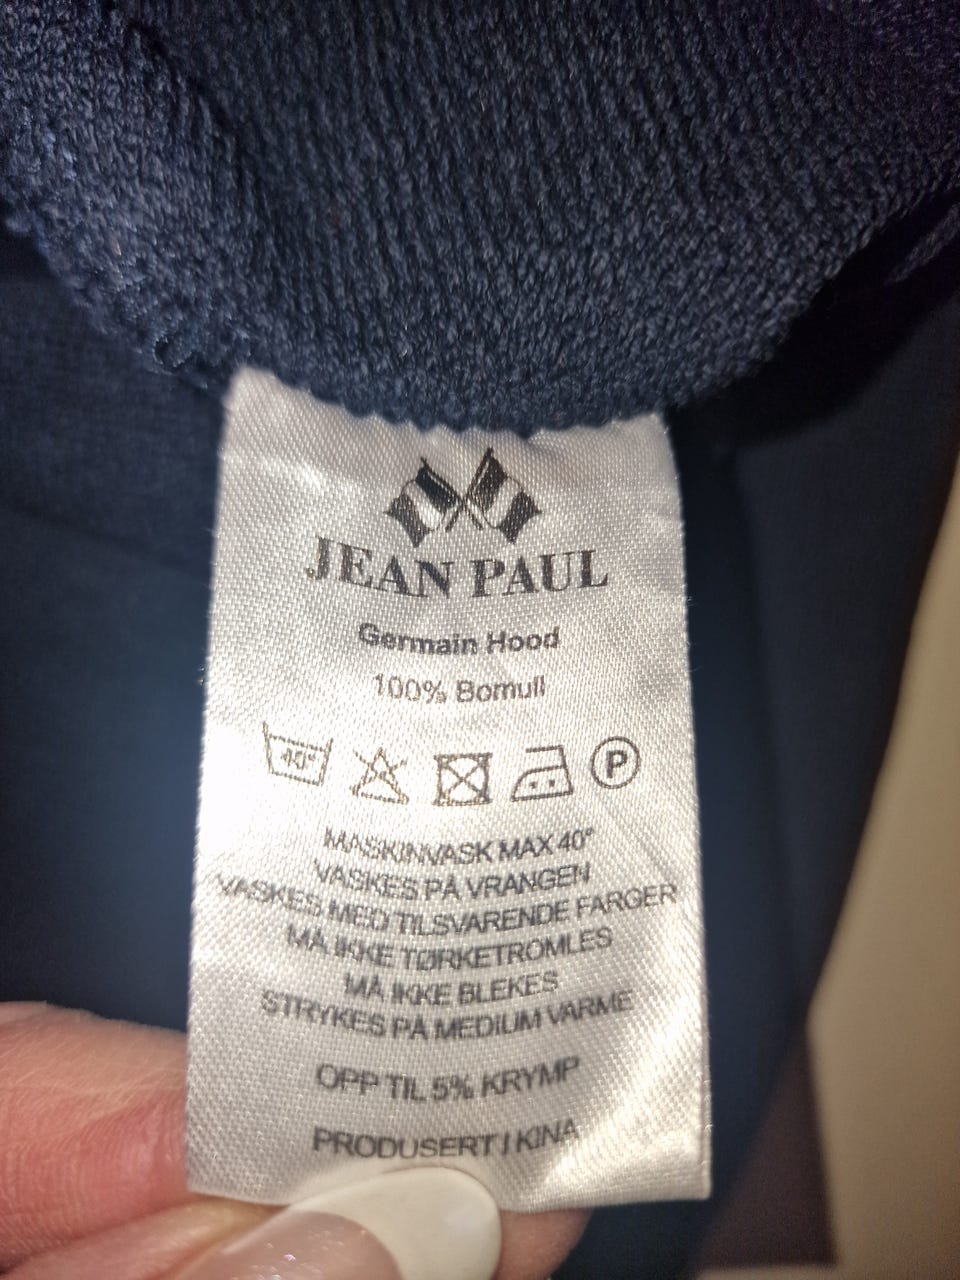 JEAN PAUL
Germain Hood
100% Bomull
40° P
MASKINVASK MAX 40°
VASKES PÅ VRANGEN
VASKES MED TILSVARENDE FARGER
MÅ IKKE TØRKETROMLES
MÅ IKKE BLEKES
STRYKES PÅ MEDIUM VARME
OPP TIL 5% KRYMP
PRODUSERT I KINA